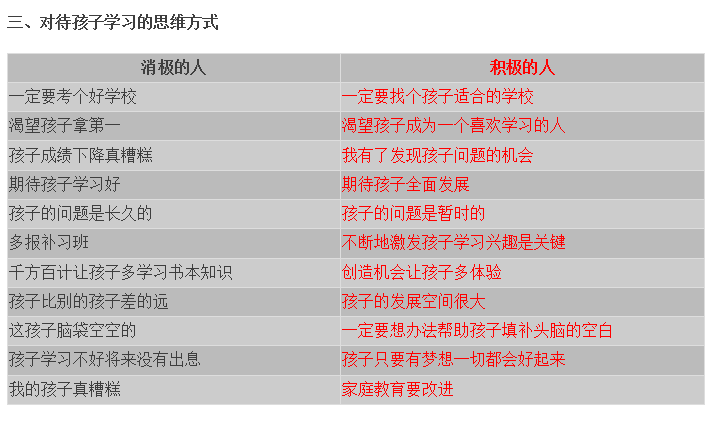 三、对待孩子学习的思维方式
消极的人 积极的人
一定要考个好学校 一定要找个孩子适合的学校
渴望孩子拿第一 渴望孩子成为一个喜欢学习的人
孩子成绩下降真糟糕 我有了发现孩子问题的机会
期待孩子学习好 期待孩子全面发展
孩子的问题是长久的 孩子的问题是暂时的
多报补习班 不断地激发孩子学习兴趣是关键
千方百计让孩子多学习书本知识 创造机会让孩子多体验
孩子比别的孩子差的远 孩子的发展空间很大
这孩子脑袋空空的 一定要想办法帮助孩子填补头脑的空白
孩子学习不好将来没有出息 孩子只要有梦想一切都会好起来
我的孩子真糟糕 家庭教育要改进